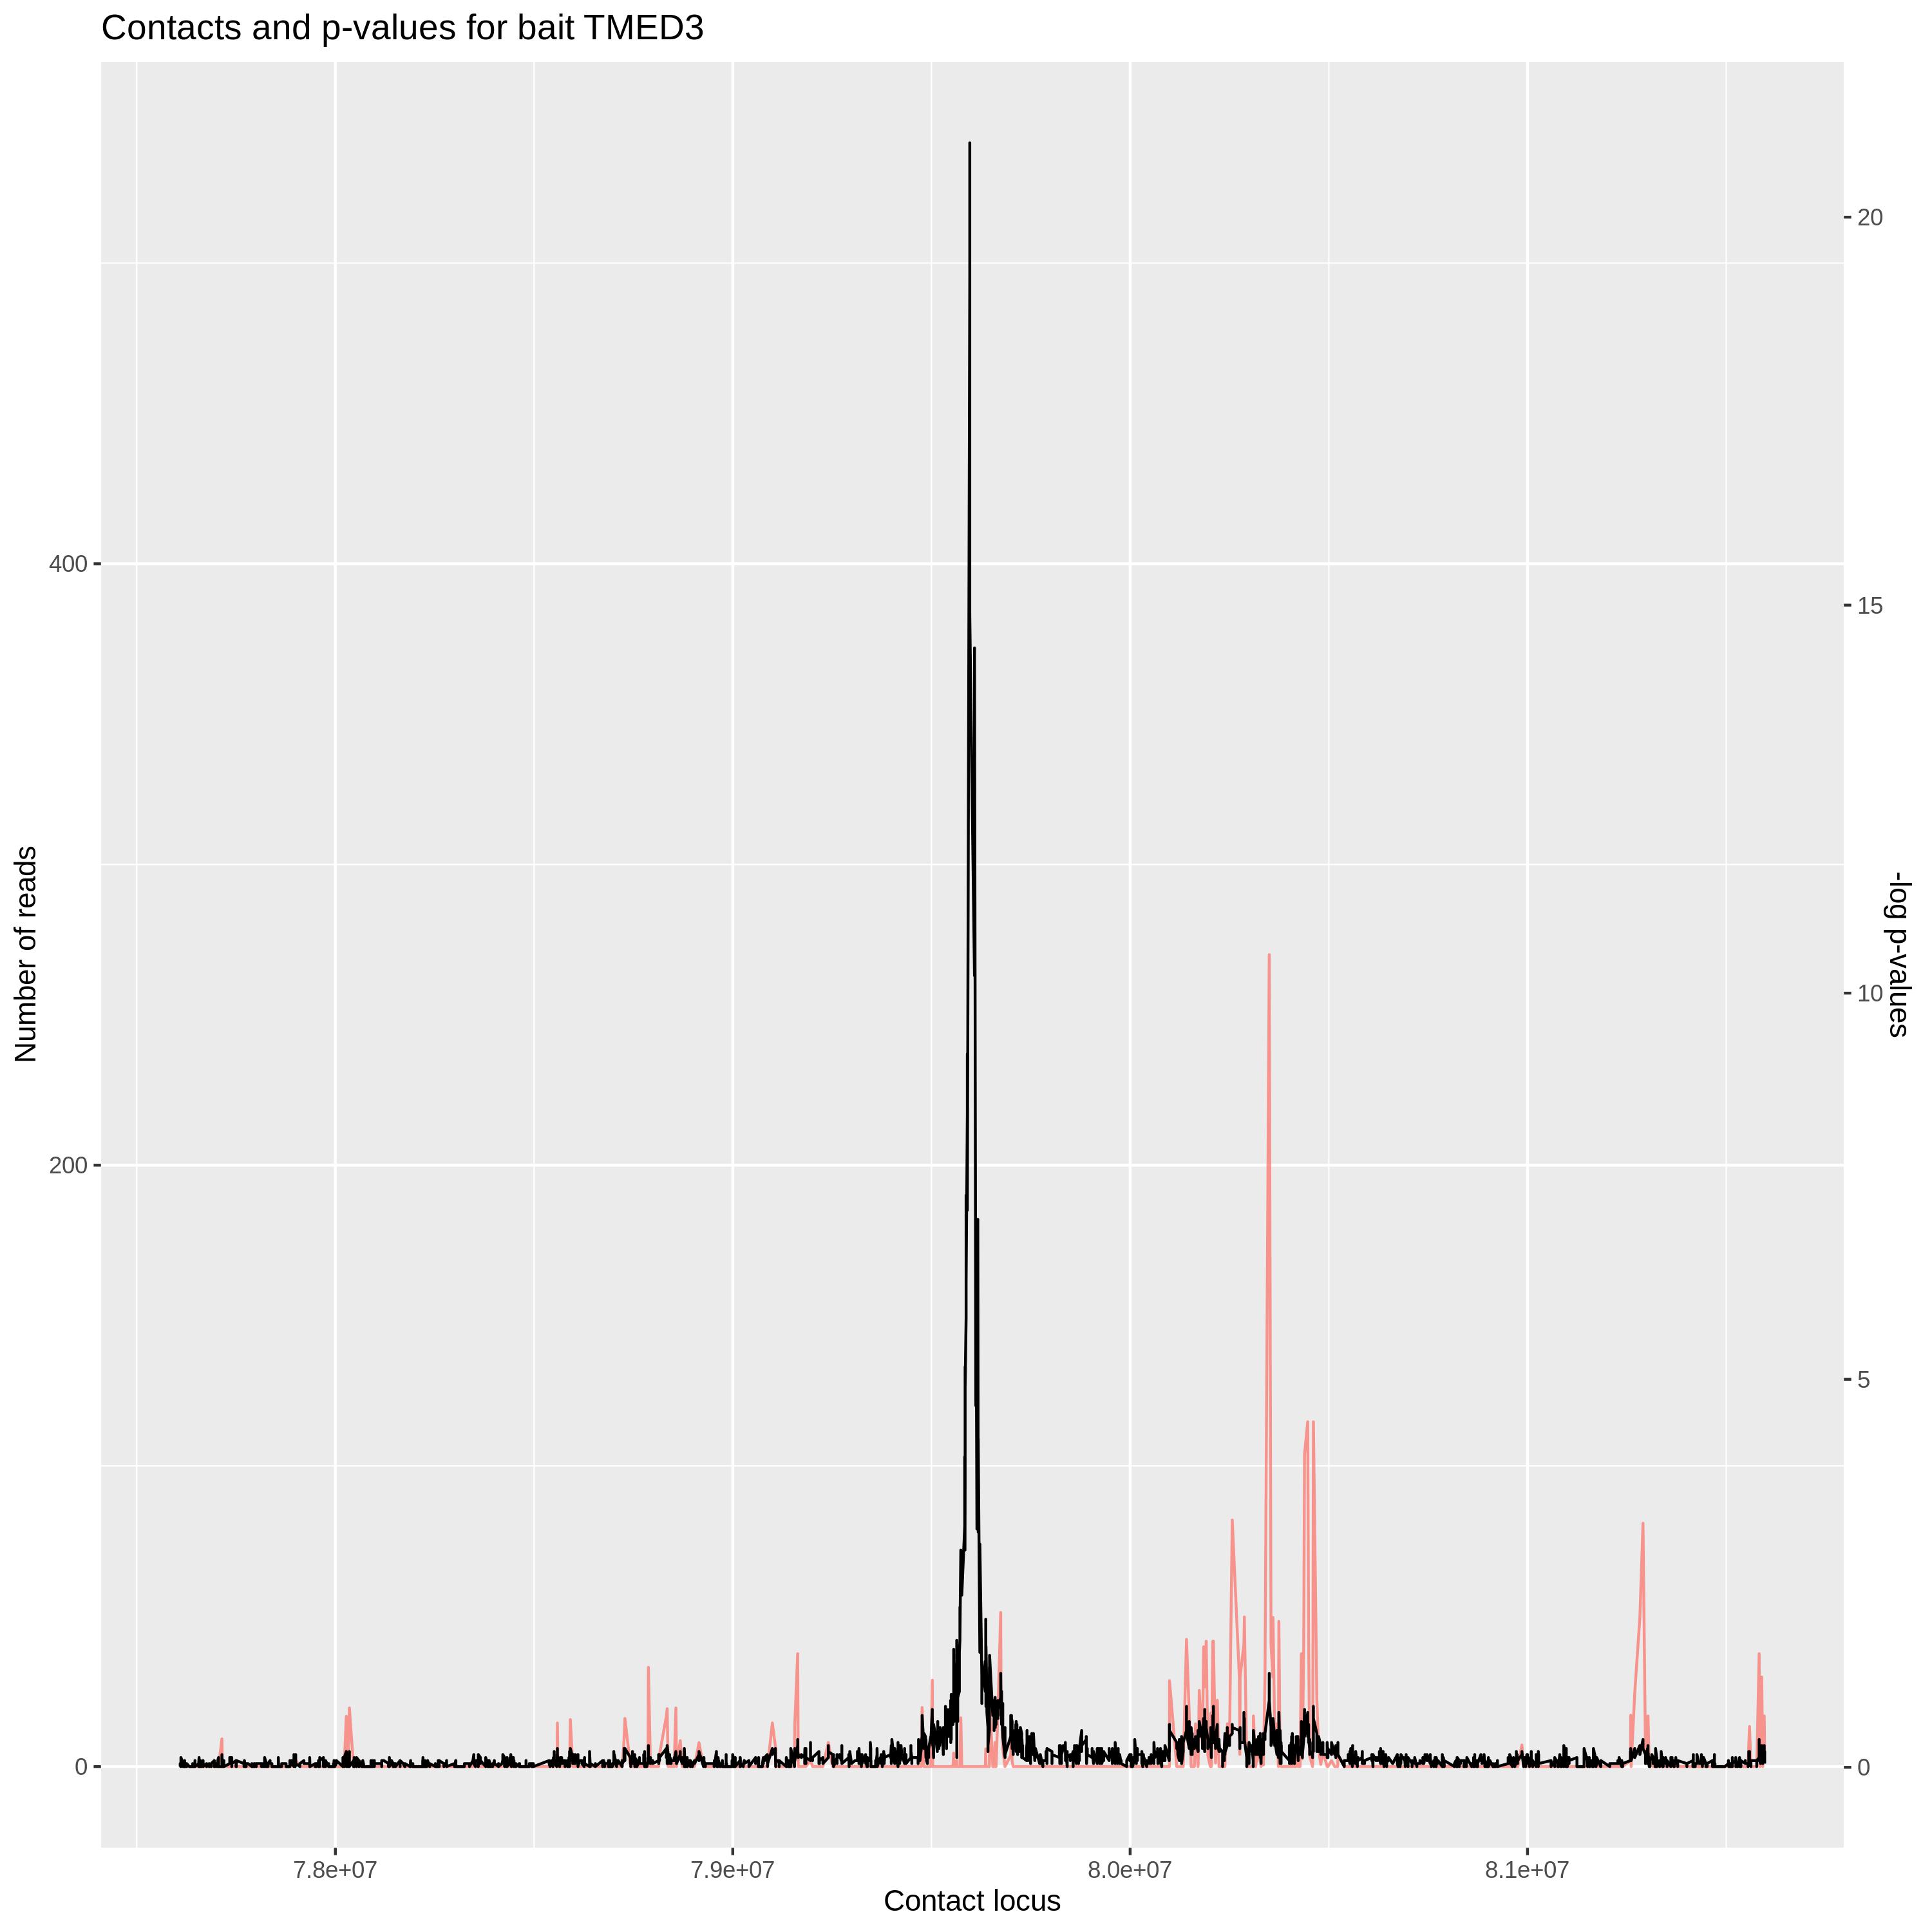 Contacts and p-values for bait TMED3
Number of reads
400
200
0
20
15
10
5
0
-log p-values
7.8e+07 7.9e+07 8.0e+07 8.1e+07
Contact locus